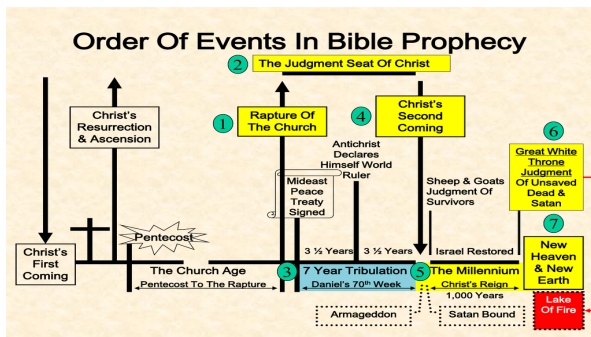 Order Of Events In Bible Prophecy
2
The Judgment Seat Of Christ
Christ's
Resurrection
& Ascension
1
Rapture Of
The Church
4
Christ's
Second
Coming
6
Great White
Throne
Judgment
Of Unsaved
Dead &
Satan
Antichrist
Declares
Himself World
Ruler
Mideast
Peace
Treaty
Signed
Sheep & Goats
Judgment Of
Survivors
7
Pentecost
Christ's
First
Coming
3 ½ Years
3 ½ Years
Israel Restored
New
Heaven
& New
Earth
The Church Age
3
7 Year Tribulation
5
The Millennium
Pentecost To The Rapture
Daniel's 70th Week
Christ's Reign
1,000 Years
Lake
Of Fire
Armageddon
Satan Bound